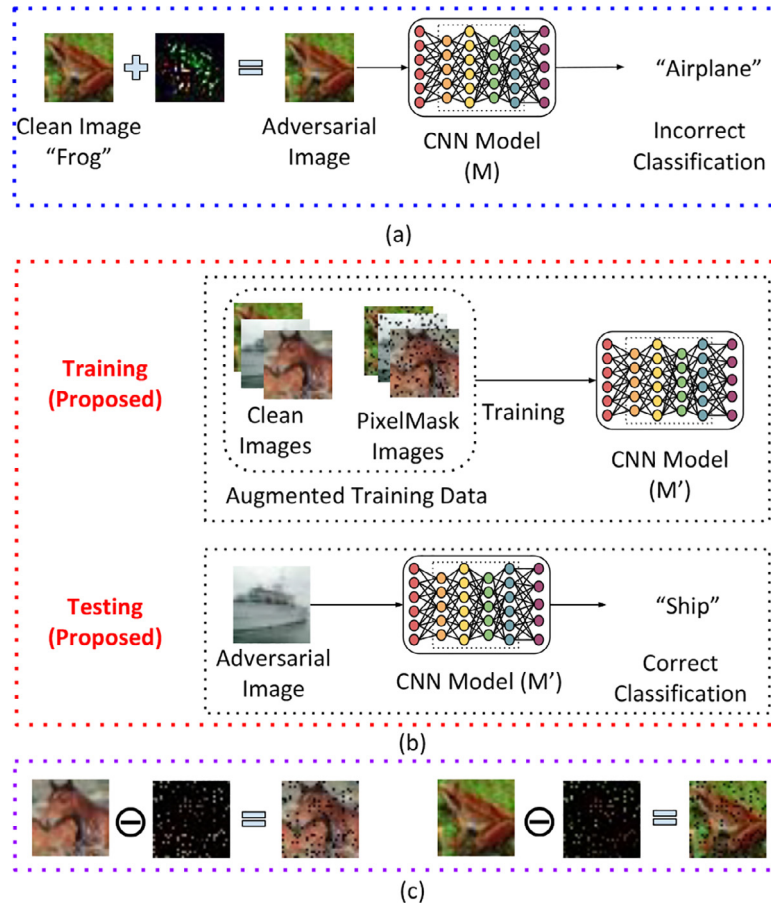 Clean Image
“Frog”
Adversarial
Image
CNN Model
(M)
“Airplane”
Incorrect
Classification
(a)
Training
(Proposed)
Clean
Images
PixelMask
Images
Augmented Training Data
Training
CNN Model
(M’)
Testing
(Proposed)
Adversarial
Image
CNN Model (M’)
“Ship”
Correct
Classification
(b)
(c)